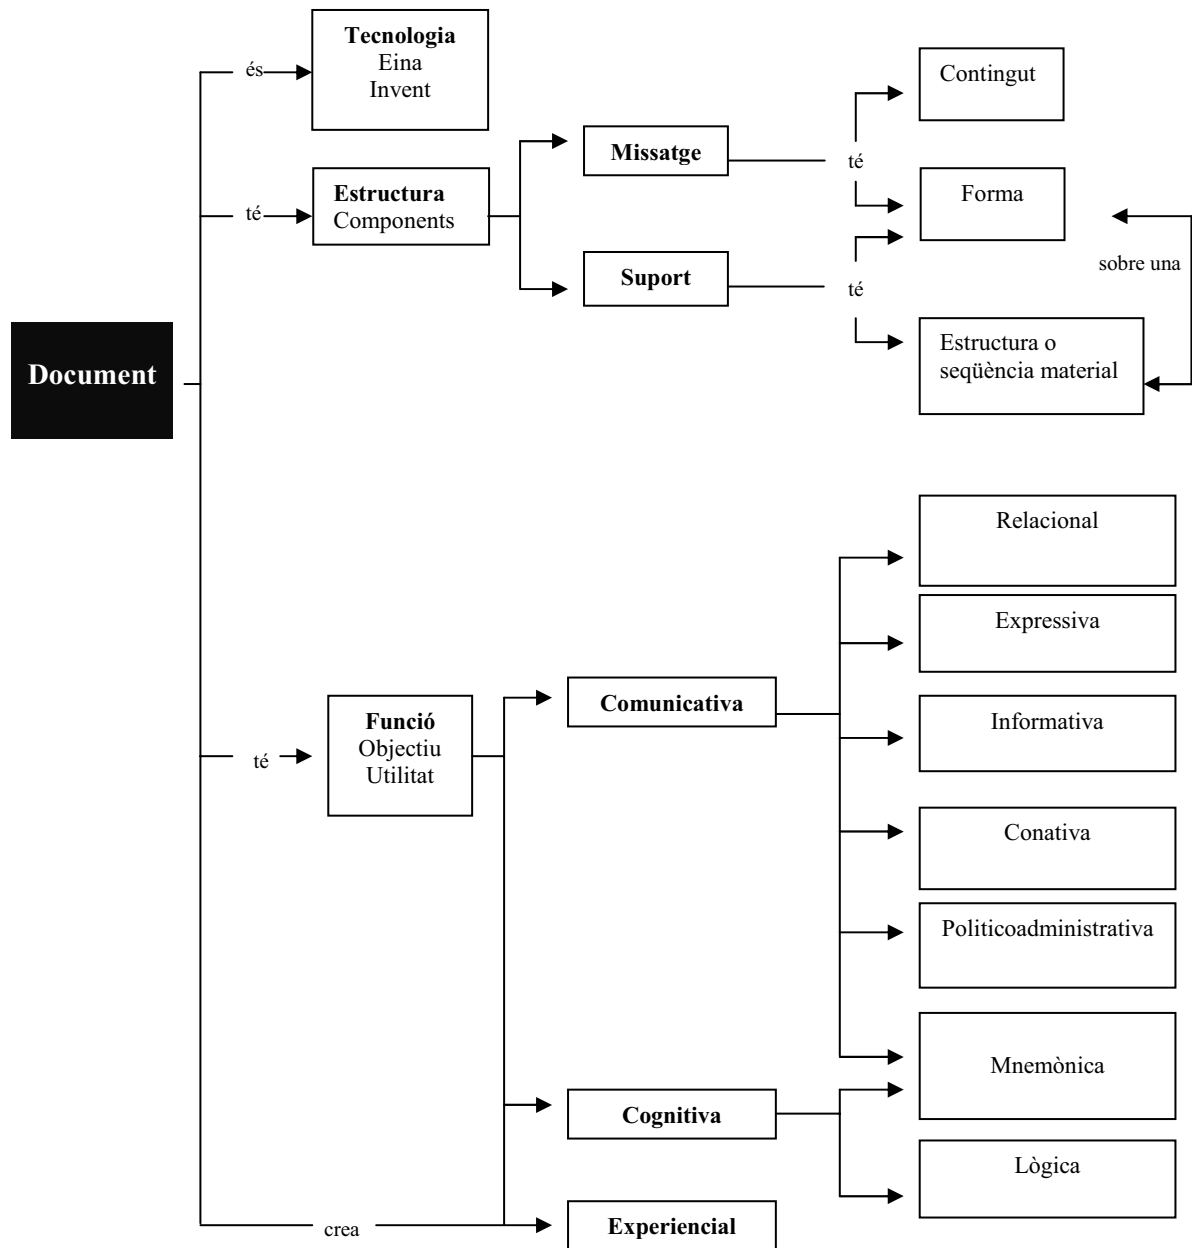 Tecnologia
Eina
Invent
és
Contingut
Missatge
té
Estructura
Components
té
Forma
Suport
té
sobre una
Estructura o
seqüència material
Document
Relacional
Expressiva
Comunicativa
Funció
Objectiu
Utilitat
té
Informativa
Conativa
Politicoadministrativa
Mnemònica
Cognitiva
Lògica
crea
Experiencial